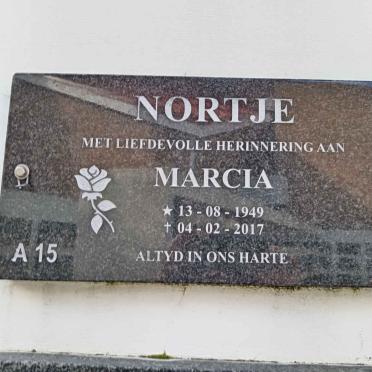 NORTJE
MET LIEFDEVOLLE HERINNERING AAN
MARCIA
★ 13 - 08 - 1949
✝ 04 - 02 - 2017
A 15
ALTYD IN ONS HARTE